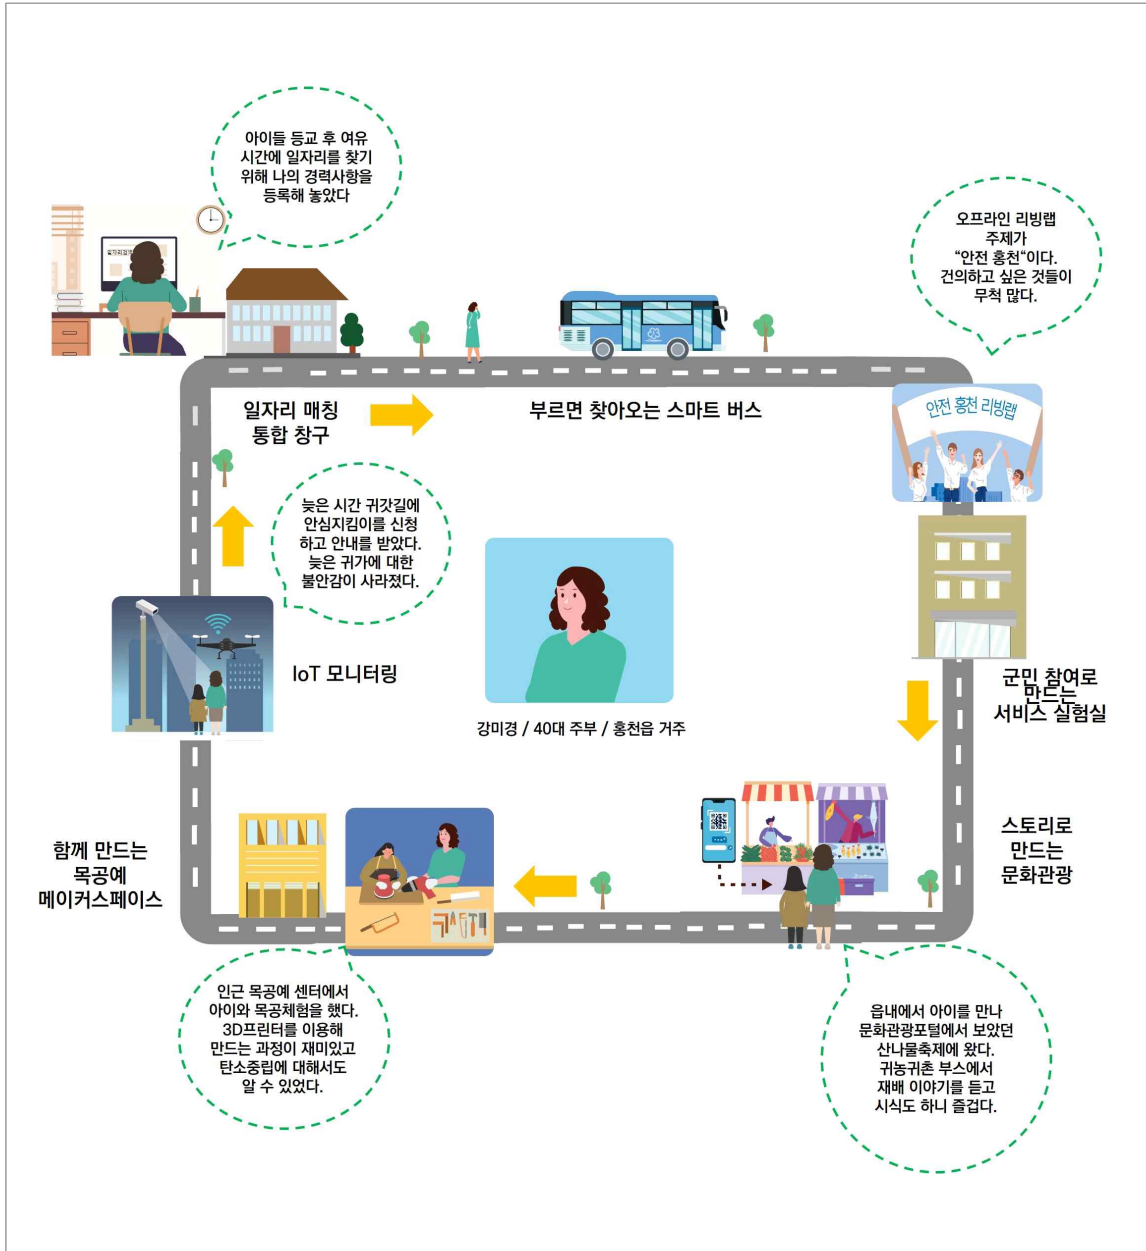 아이들 등교 후 여유
시간에 일자리를 찾기
위해 나의 경력사항을
등록해 놓았다
오프라인 리빙랩
주제가
“안전 홍천“이다.
건의하고 싶은 것들이
무척 많다.
일자리 매칭
통합 창구
부르면 찾아오는 스마트 버스
안전 홍천 리빙랩
늦은 시간 귀갓길에
안심지킴이를 신청
하고 안내를 받았다.
늦은 귀가에 대한
불안감이 사라졌다.
IoT 모니터링
강미경 / 40대 주부 / 홍천읍 거주
군민 참여로
만드는
서비스 실험실
스토리로
만드는
문화관광
함께 만드는
목공예
메이커스페이스
인근 목공예 센터에서
아이와 목공체험을 했다.
3D프린터를 이용해
만드는 과정이 재미있고
탄소중립에 대해서도
알 수 있었다.
읍내에서 아이를 만나
문화관광포털에서 보았던
산나물축제에 왔다.
귀농귀촌 부스에서
재배 이야기를 듣고
시식도 하니 즐겁다.